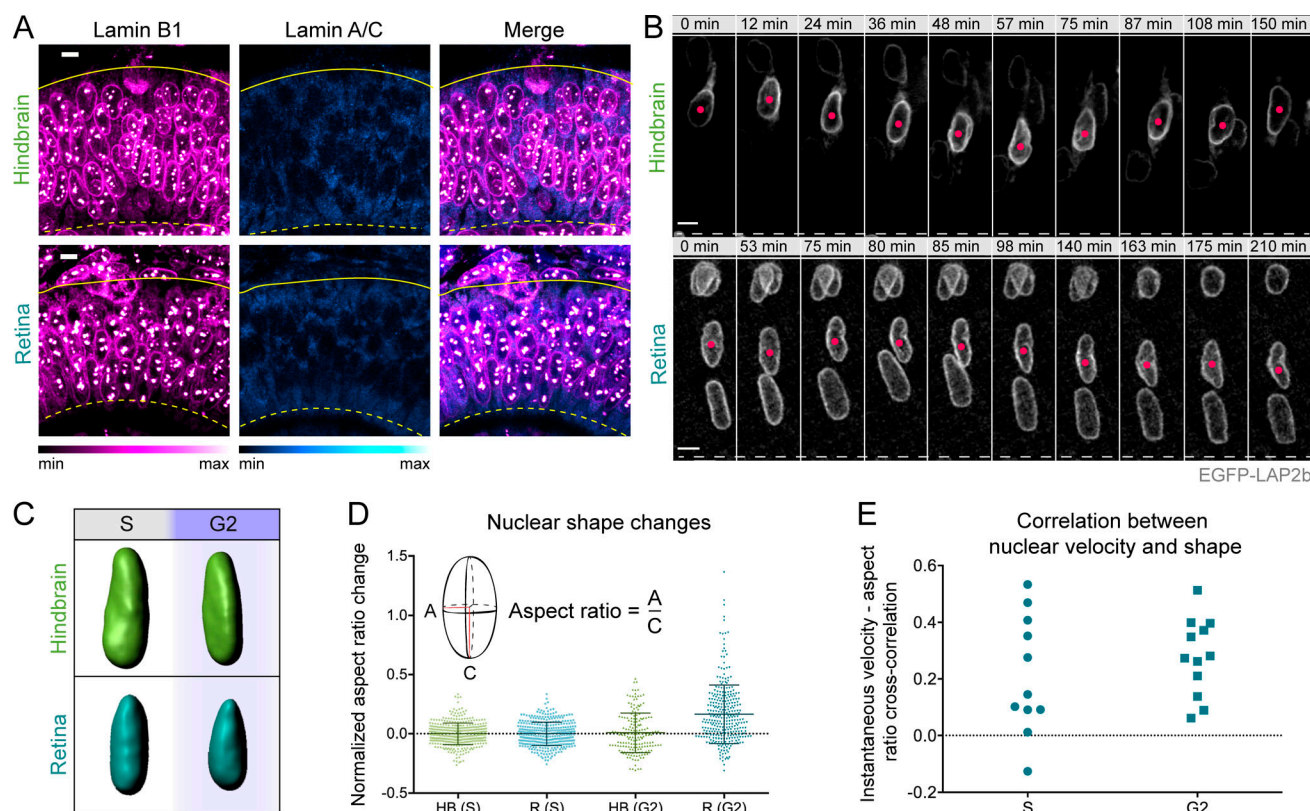 A
Lamin B1
Lamin A/C
Merge
Hindbrain
Retina
min
max
min
max
B
0 min
12 min
24 min
36 min
48 min
57 min
75 min
87 min
108 min
150 min
Hindbrain
0 min
53 min
75 min
80 min
85 min
98 min
140 min
163 min
175 min
210 min
Retina
EGFP-LAP2b
C
S
G2
Hindbrain
Retina
D
Nuclear shape changes
Normalized aspect ratio change
1.5
1.0
0.5
0.0
-0.5
A
C
Aspect ratio = A/C
HB (S)
R (S)
HB (G2)
R (G2)
E
Correlation between
nuclear velocity and shape
Instantaneous velocity - aspect
ratio cross-correlation
0.6
0.4
0.2
0.0
-0.2
S
G2